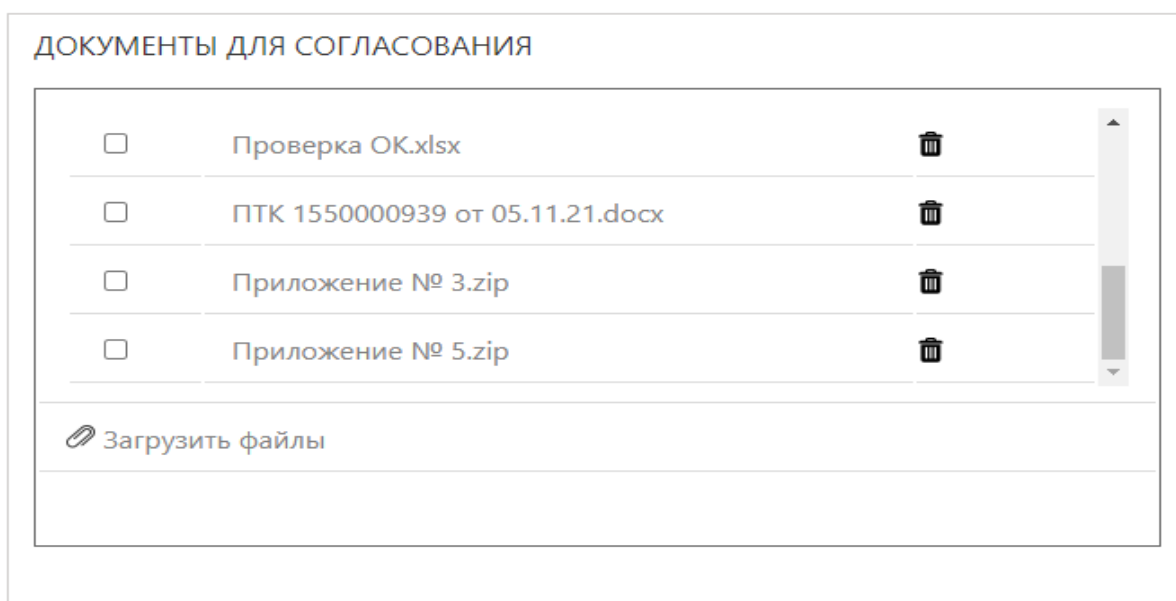 ДОКУМЕНТЫ ДЛЯ СОГЛАСОВАНИЯ
Проверка ОК.xlsx
ПТК 1550000939 от 05.11.21.docx
Приложение № 3.zip
Приложение № 5.zip
Загрузить файлы